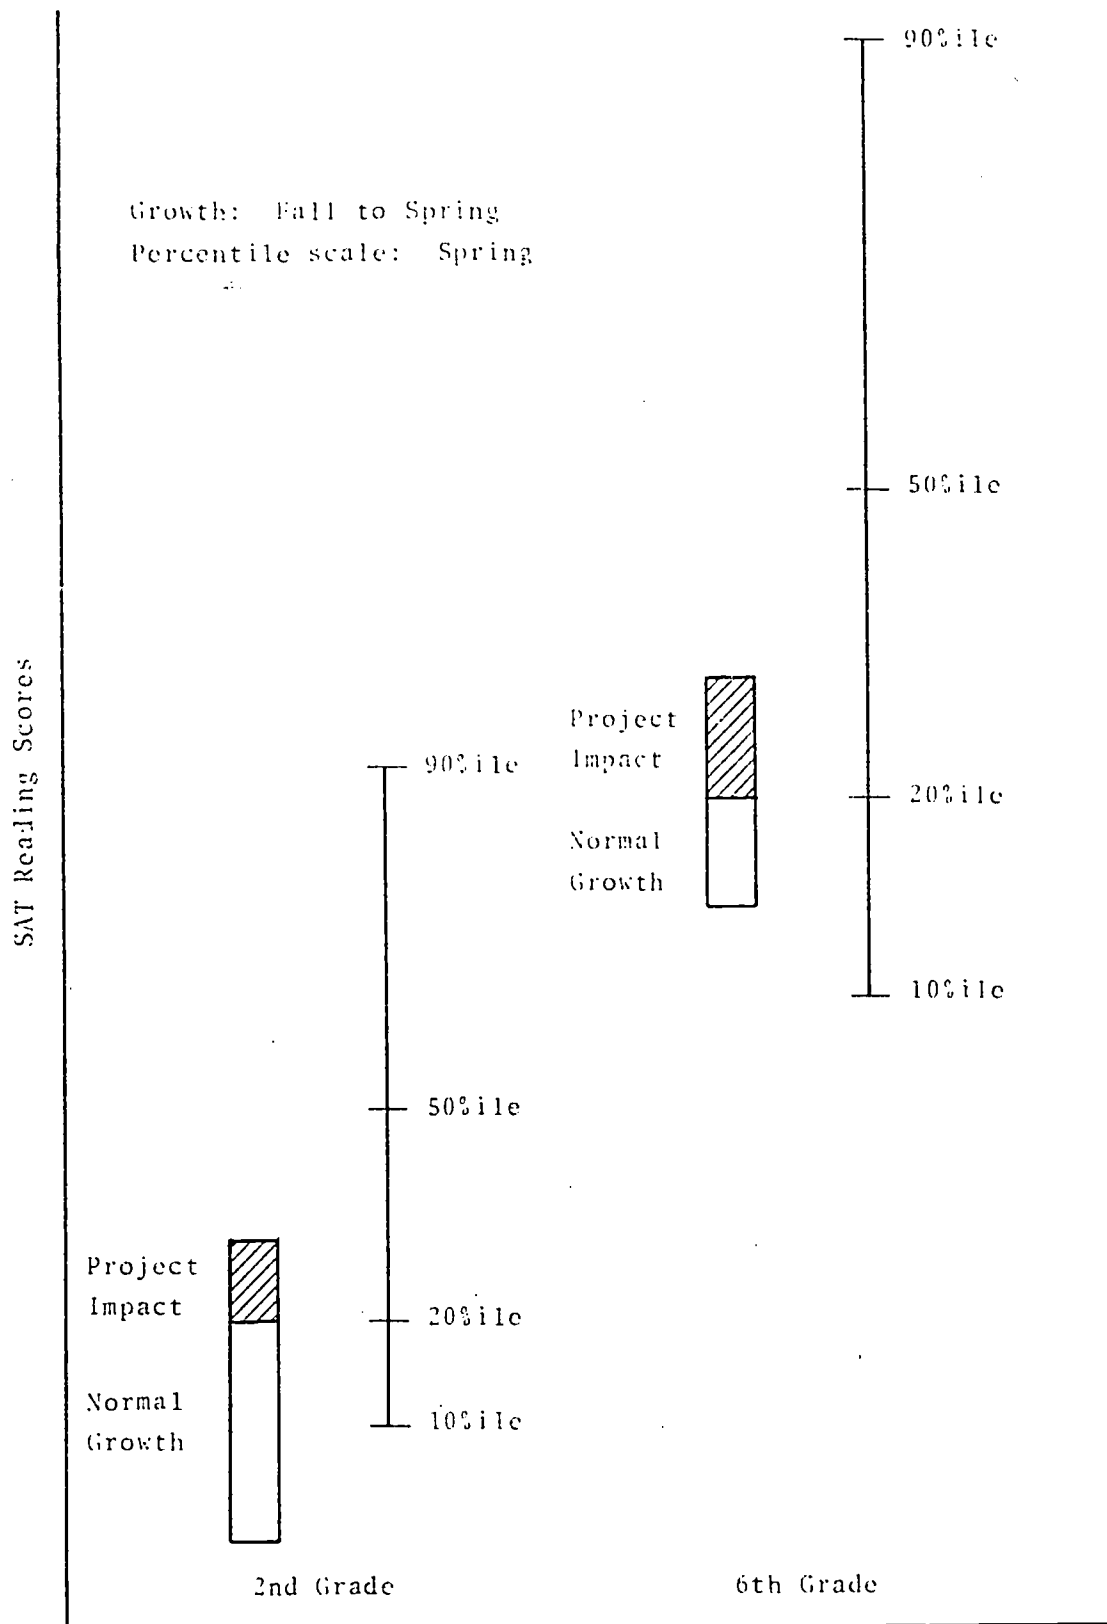 90%ile
Growth: Fall to Spring
Percentile scale: Spring
50%ile
SAT Reading Scores
Project
Impact
90%ile
20%ile
Normal
Growth
10%ile
50%ile
Project
Impact
20%ile
Normal
Growth
10%ile
2nd Grade
6th Grade